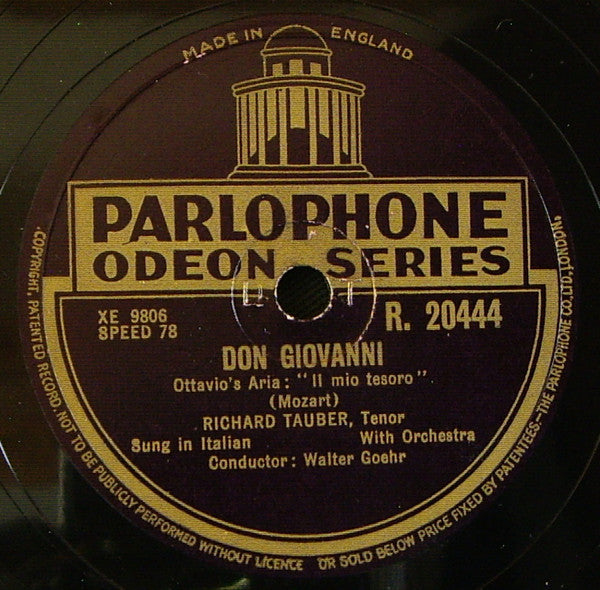 MADE IN ENGLAND
PARLOPHONE
ODEON SERIES
XE 9806
SPEED 78
R. 20444
DON GIOVANNI
Ottavio's Aria: "Il mio tesoro"
(Mozart)
RICHARD TAUBER, Tenor
Sung in Italian With Orchestra
Conductor: Walter Goehr
·COPYRIGHT, PATENTED RECORD. NOT TO BE PUBLICLY PERFORMED WITHOUT LICENCE OR SOLD BELOW PRICE FIXED BY PATENTEES-THE PARLOPHONE CO., LTD., LONDON.